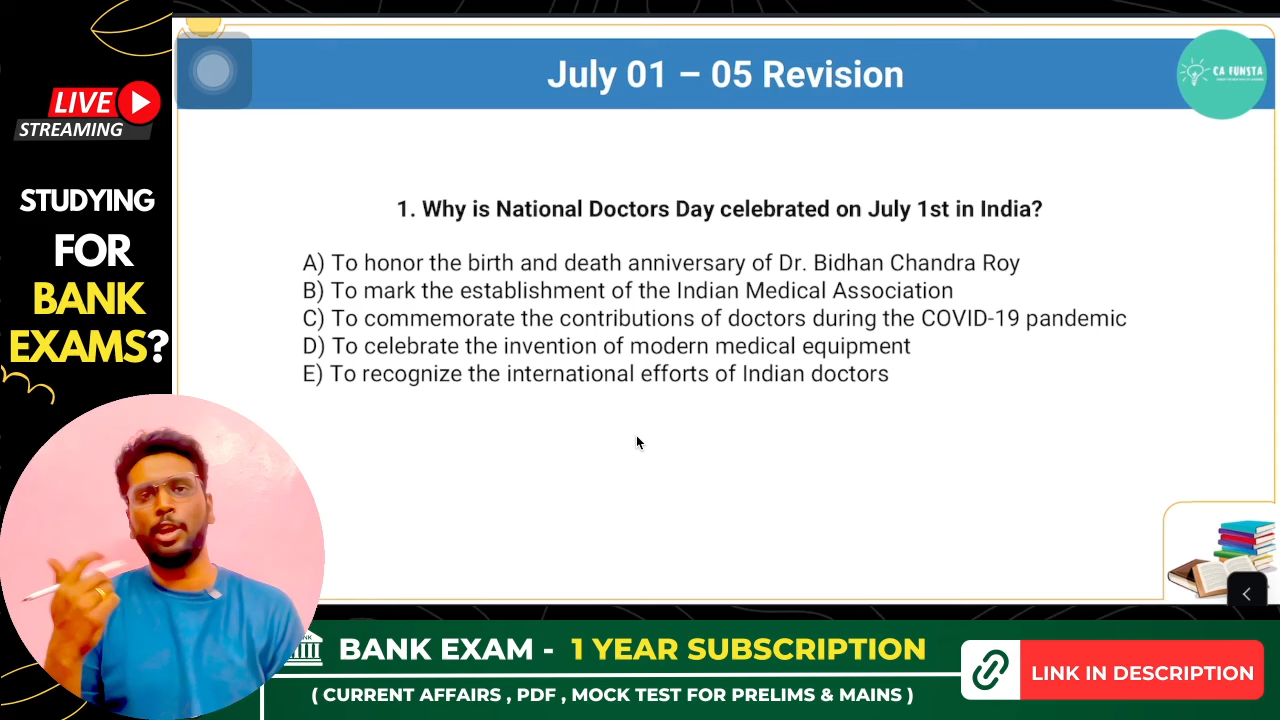 July 01 – 05 Revision
CA FUNSTA
LIVE
STREAMING
STUDYING
FOR
BANK
EXAMS?
1. Why is National Doctors Day celebrated on July 1st in India?
A) To honor the birth and death anniversary of Dr. Bidhan Chandra Roy
B) To mark the establishment of the Indian Medical Association
C) To commemorate the contributions of doctors during the COVID-19 pandemic
D) To celebrate the invention of modern medical equipment
E) To recognize the international efforts of Indian doctors
BANK EXAM - 1 YEAR SUBSCRIPTION
( CURRENT AFFAIRS , PDF , MOCK TEST FOR PRELIMS & MAINS )
LINK IN DESCRIPTION